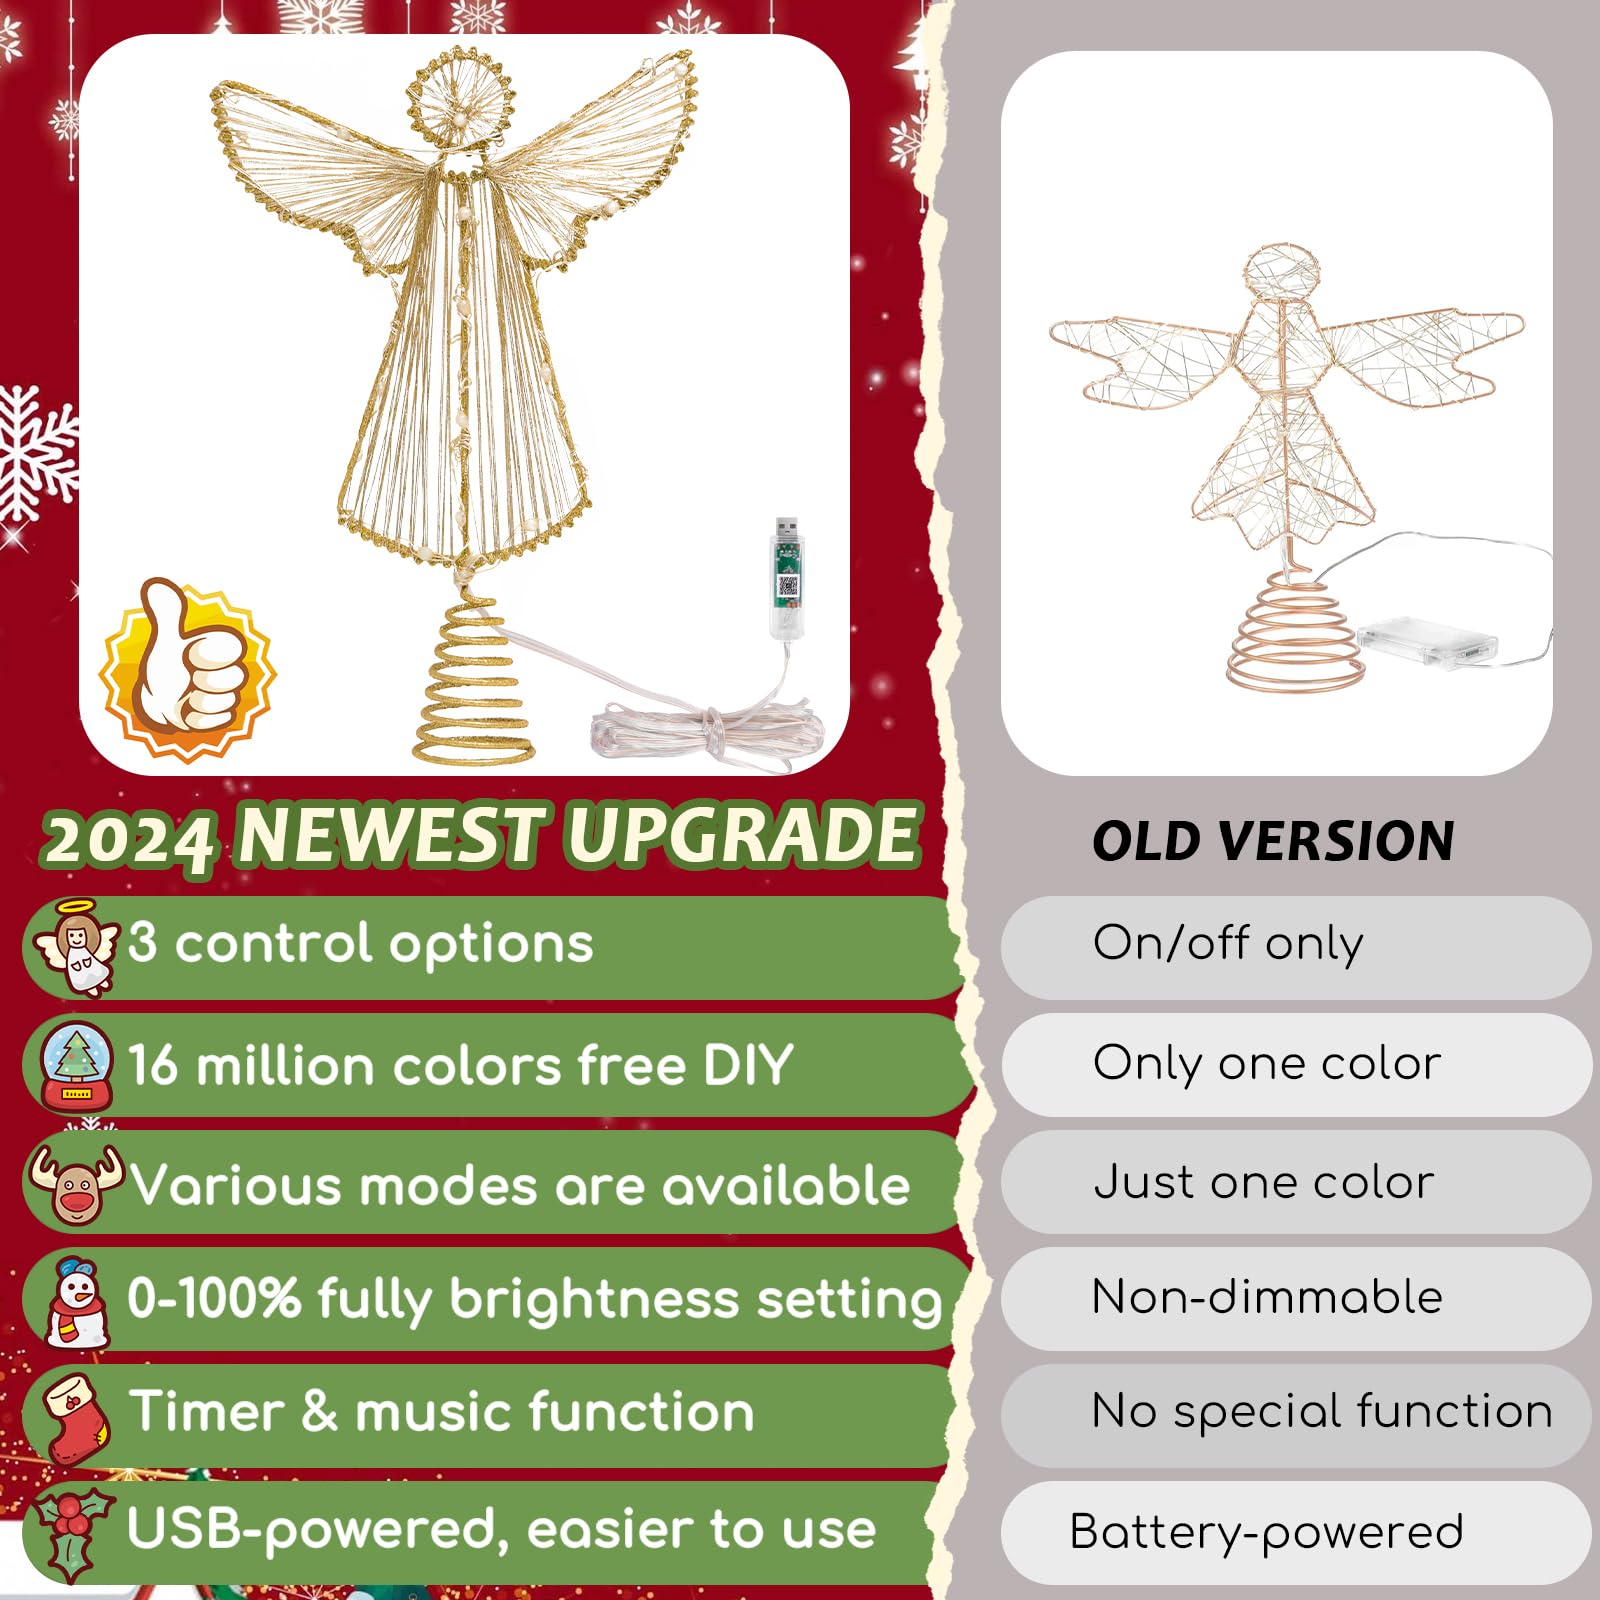 2024 NEWEST UPGRADE
OLD VERSION
3 control options
On/off only
16 million colors free DIY
Only one color
Various modes are available
Just one color
0-100% fully brightness setting
Non-dimmable
Timer & music function
No special function
USB-powered, easier to use
Battery-powered